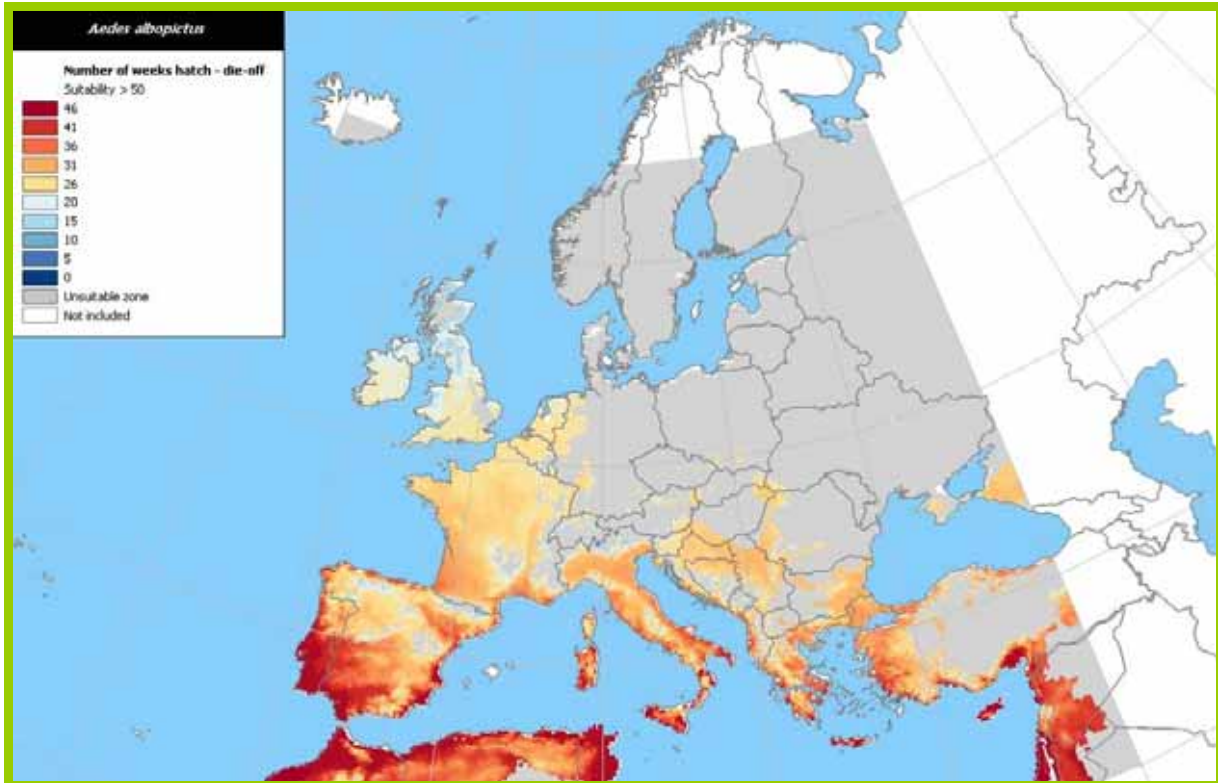 Aedes albopictus
Number of weeks hatch - die-off
Suitability > 50
46
41
36
31
26
20
15
10
5
0
Unsuitable zone
Not included